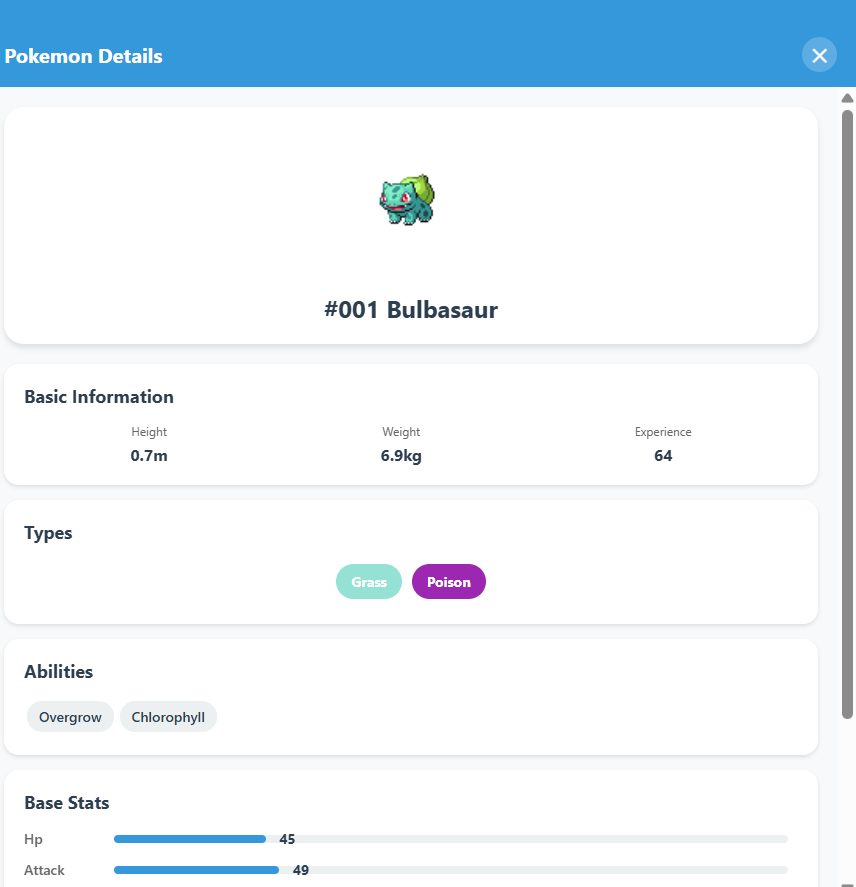 Pokemon Details
#001 Bulbasaur
Basic Information
Height Weight Experience
0.7m 6.9kg 64
Types
Grass Poison
Abilities
Overgrow Chlorophyll
Base Stats
Hp 45
Attack 49